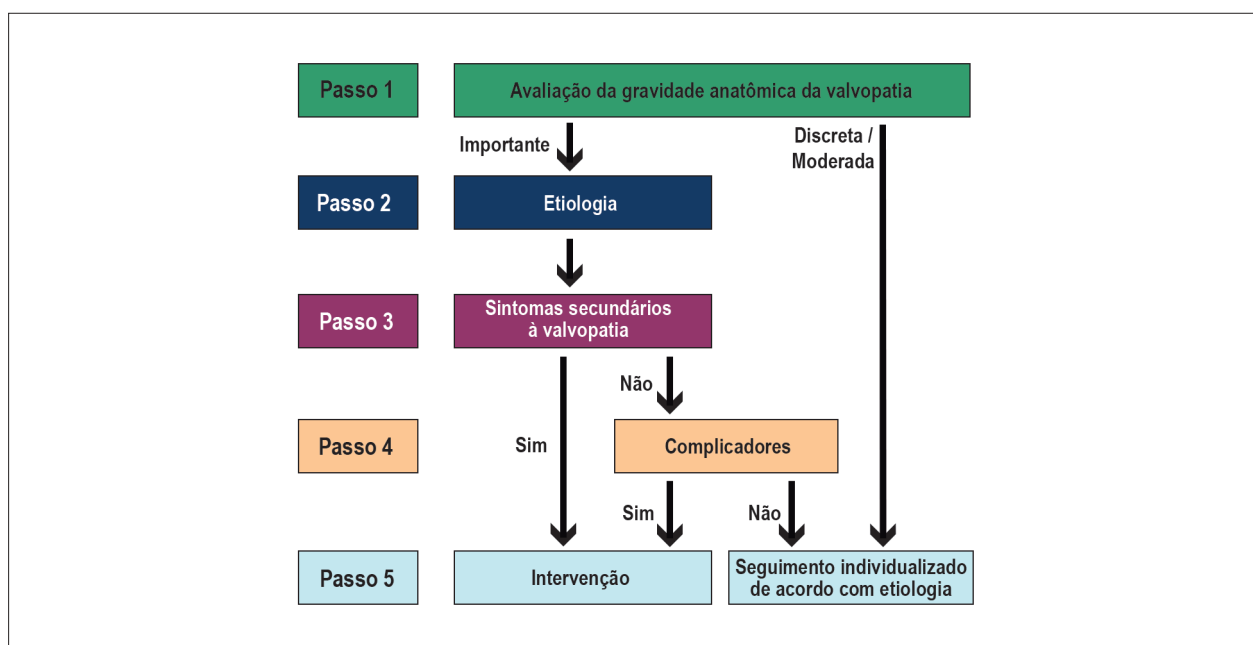 Passo 1
Avaliação da gravidade anatômica da valvopatia
Importante
Discreta /
Moderada
Passo 2
Etiologia
Passo 3
Sintomas secundários
à valvopatia
Não
Passo 4
Complicadores
Sim
Sim
Não
Passo 5
Intervenção
Seguimento individualizado
de acordo com etiologia